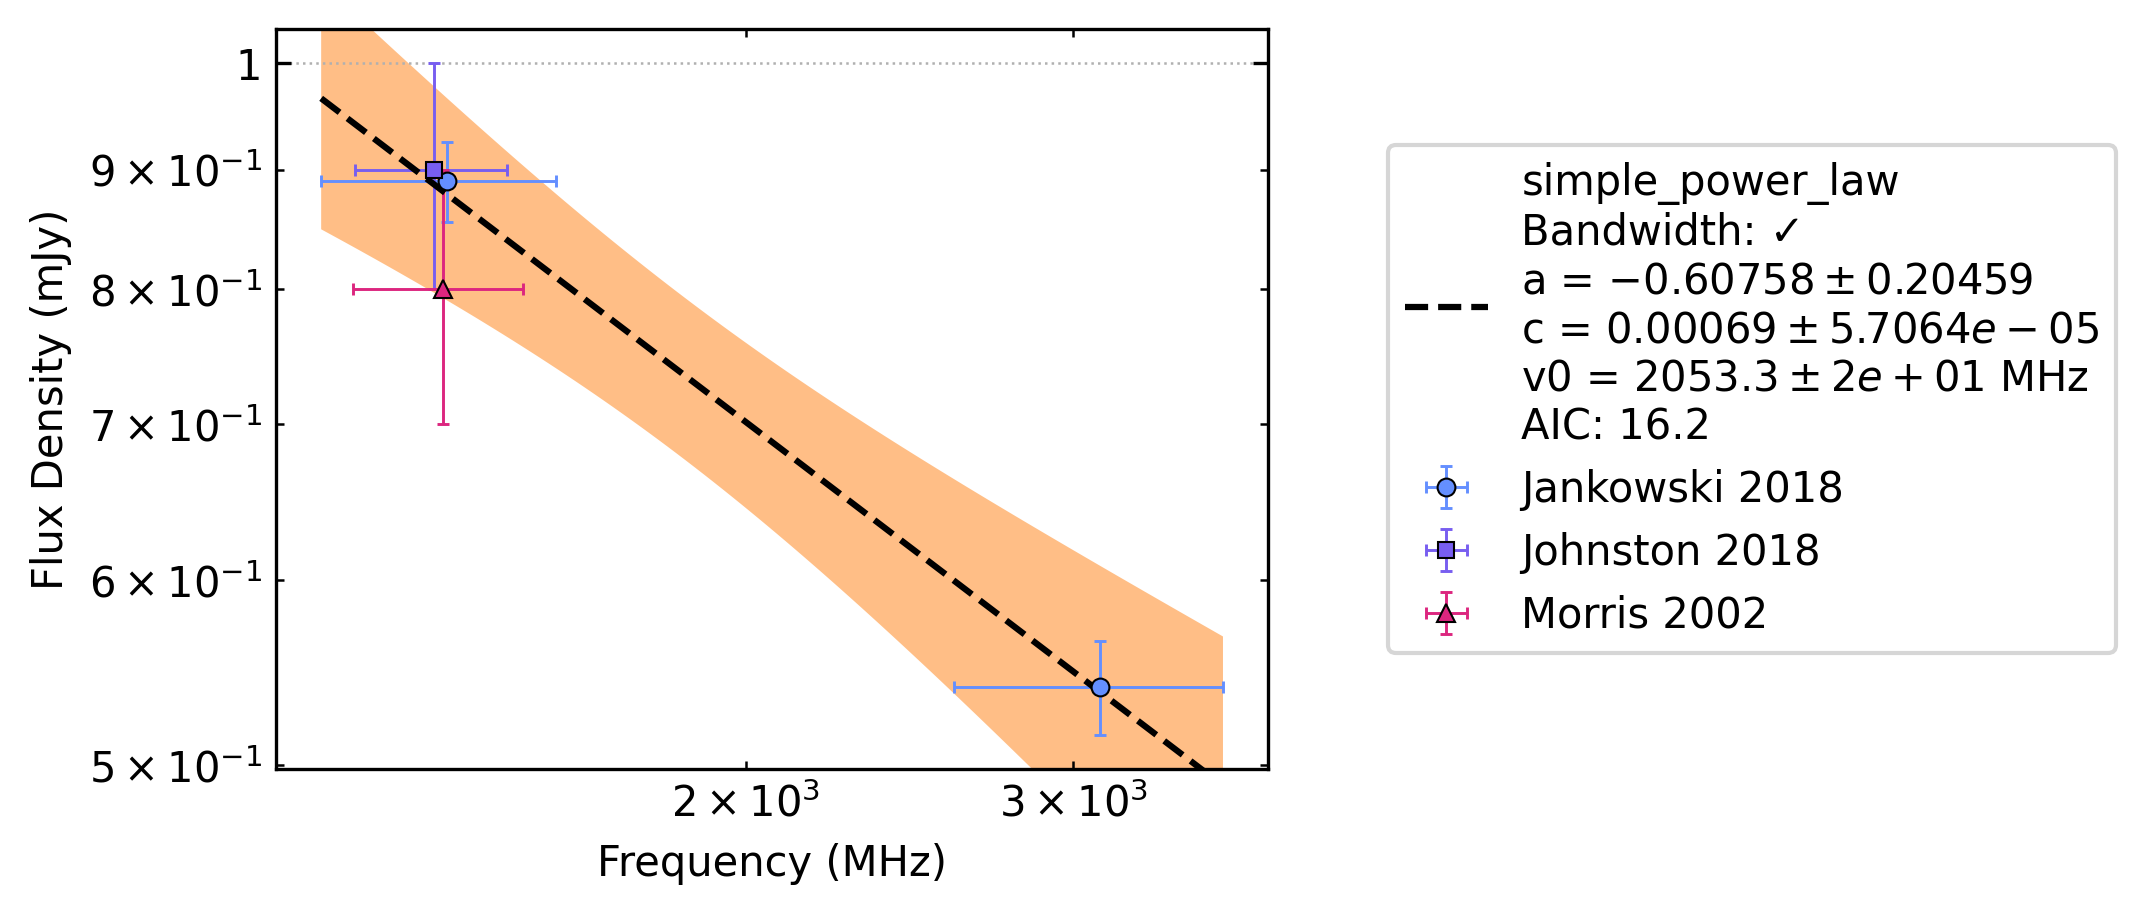 1
9 × 10⁻¹
8 × 10⁻¹
7 × 10⁻¹
6 × 10⁻¹
5 × 10⁻¹
Flux Density (mJy)
2 × 10³
3 × 10³
Frequency (MHz)
simple_power_law
Bandwidth: ✓
a = −0.60758 ± 0.20459
c = 0.00069 ± 5.7064e − 05
v0 = 2053.3 ± 2e + 01 MHz
AIC: 16.2
Jankowski 2018
Johnston 2018
Morris 2002